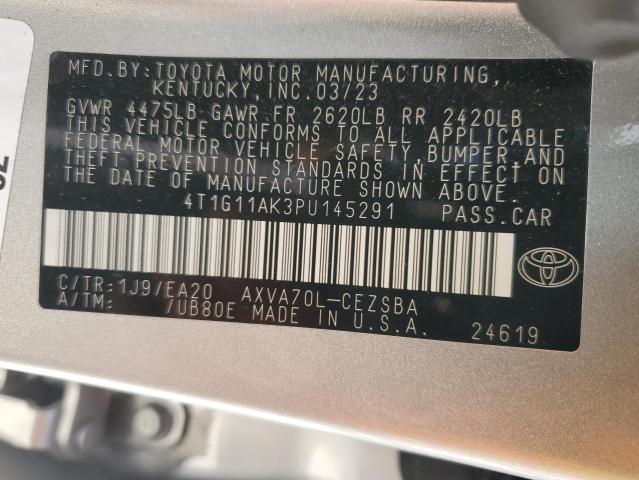 MFD.BY:TOYOTA MOTOR MANUFACTURING,
KENTUCKY,INC.03/23
GVWR 4475LB GAWR FR 2620LB RR 2420LB
THIS VEHICLE CONFORMS TO ALL APPLICABLE
FEDERAL MOTOR VEHICLE SAFETY,BUMPER,AND
THEFT PREVENTION STANDARDS IN EFFECT ON
THE DATE OF MANUFACTURE SHOWN ABOVE.
4T1G11AK3PU145291 PASS.CAR
C/TR:1J9/EA20 AXVA70L-CEZSBA
A/TM: /UB80E MADE IN U.S.A.
24619